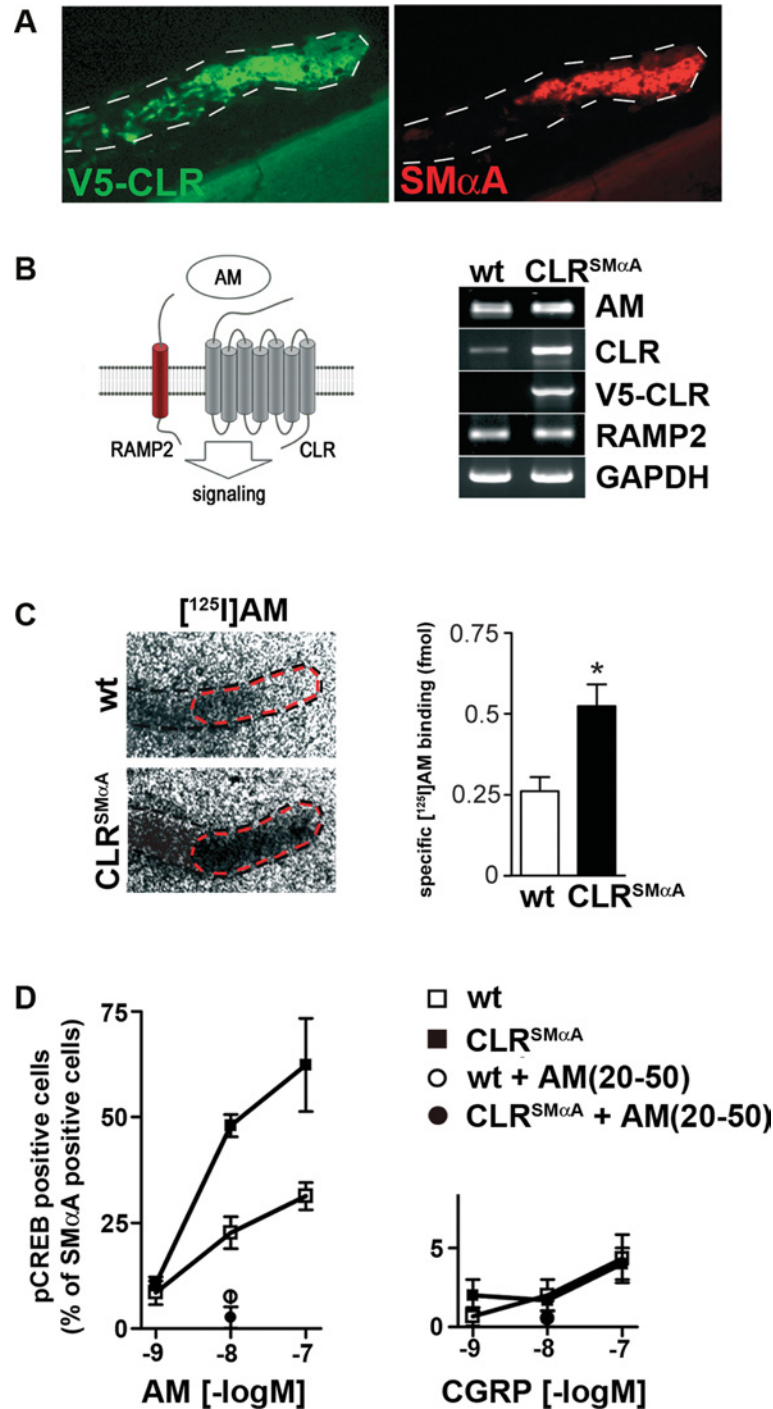 A
V5-CLR
SMαA
B
AM
RAMP2
CLR
signaling
wt CLR^SMαA
AM
CLR
V5-CLR
RAMP2
GAPDH
C
[¹²⁵I]AM
wt
CLR^SMαA
specific [¹²⁵I]AM binding (fmol)
0.75
0.5
0.25
0
*
wt CLR^SMαA
D
pCREB positive cells
(% of SMαA positive cells)
75
50
25
0
-9 -8 -7
AM [-logM]
wt
CLR^SMαA
wt + AM(20-50)
CLR^SMαA + AM(20-50)
5
0
-9 -8 -7
CGRP [-logM]